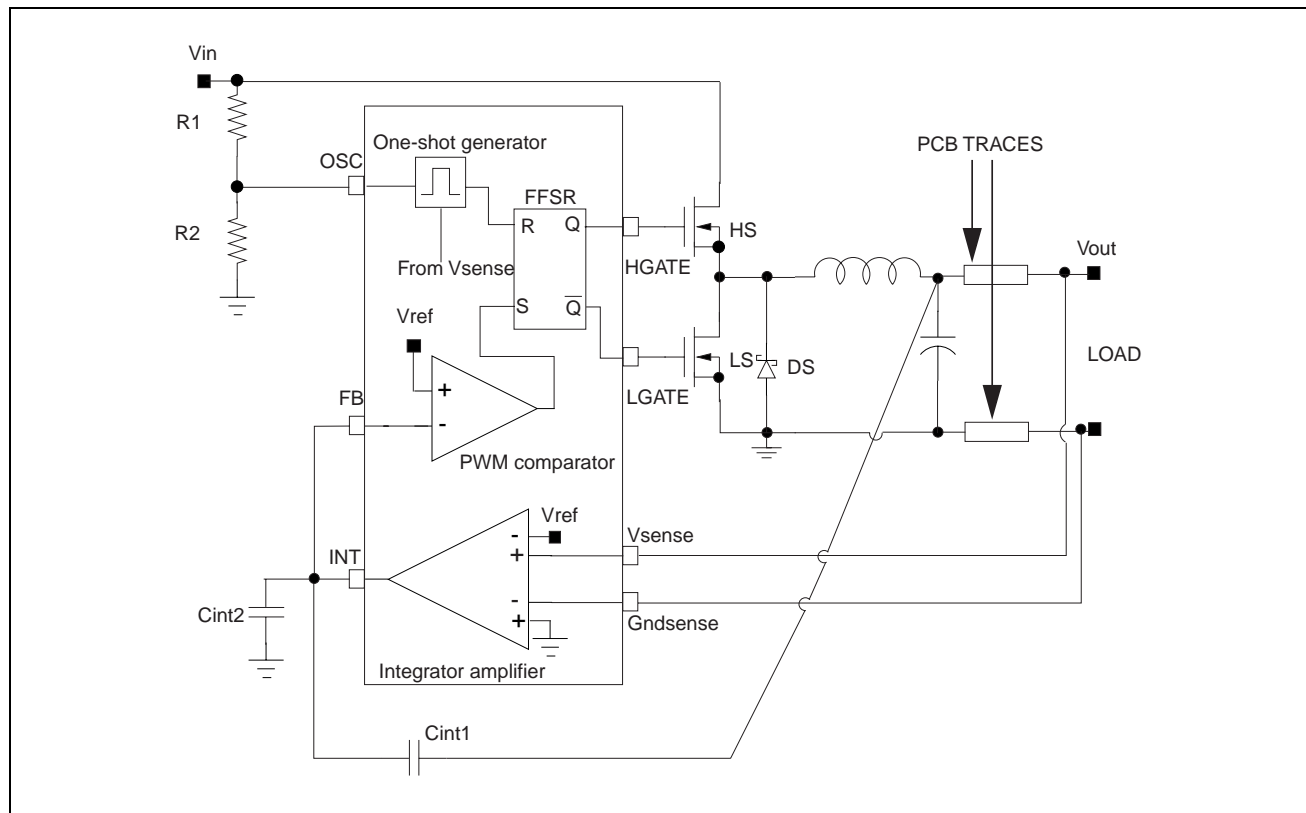 Vin
R1
OSC
One-shot generator
PCB TRACES
FFSR
R
Q
HS
R2
HGATE
Vout
From Vsense
S
Q
Vref
LS
DS
LOAD
LGATE
FB
+
-
PWM comparator
Vref
-
+
Vsense
INT
-
+
Gndsense
Cint2
Integrator amplifier
Cint1